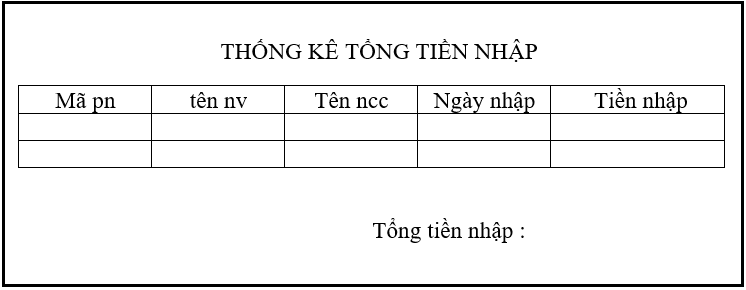 THỐNG KÊ TỔNG TIỀN NHẬP
Mã pn tên nv Tên ncc Ngày nhập Tiền nhập
Tổng tiền nhập :